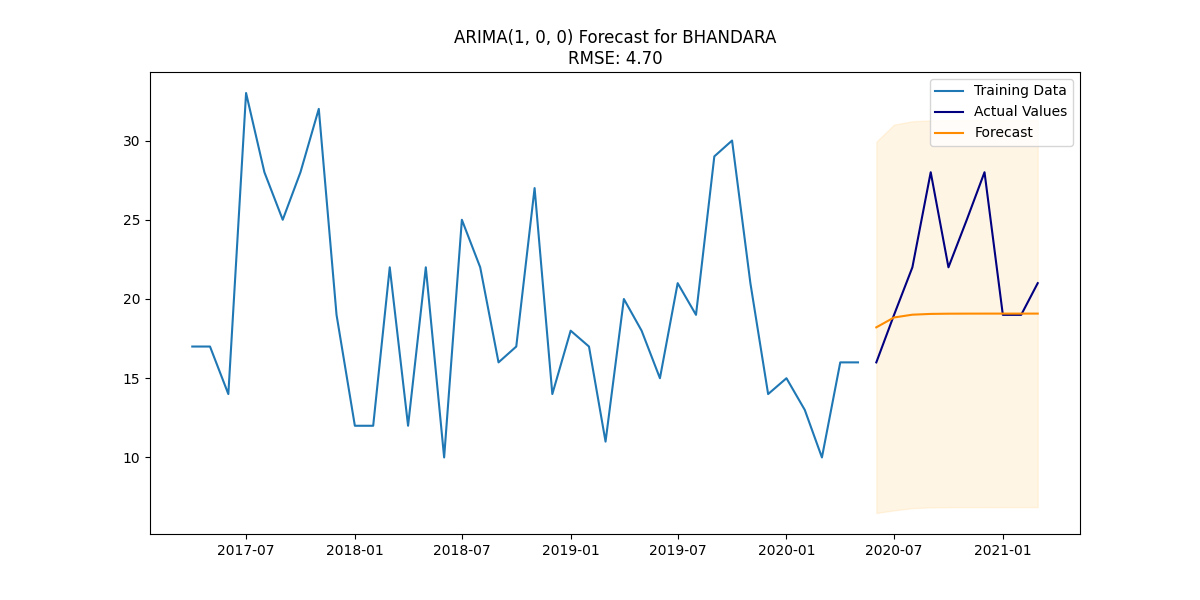 ARIMA(1, 0, 0) Forecast for BHANDARA
RMSE: 4.70
Training Data
Actual Values
Forecast
30
25
20
15
10
2017-07
2018-01
2018-07
2019-01
2019-07
2020-01
2020-07
2021-01